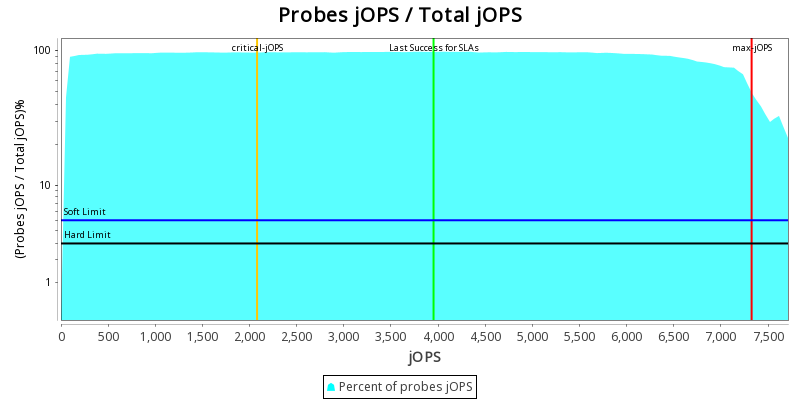 Probes jOPS / Total jOPS
critical-jOPS
Last Success for SLAs
max-jOPS
100
10
1
(Probes jOPS / Total jOPS)%
Soft Limit
Hard Limit
0
500
1,000
1,500
2,000
2,500
3,000
3,500
4,000
4,500
5,000
5,500
6,000
6,500
7,000
7,500
jOPS
Percent of probes jOPS